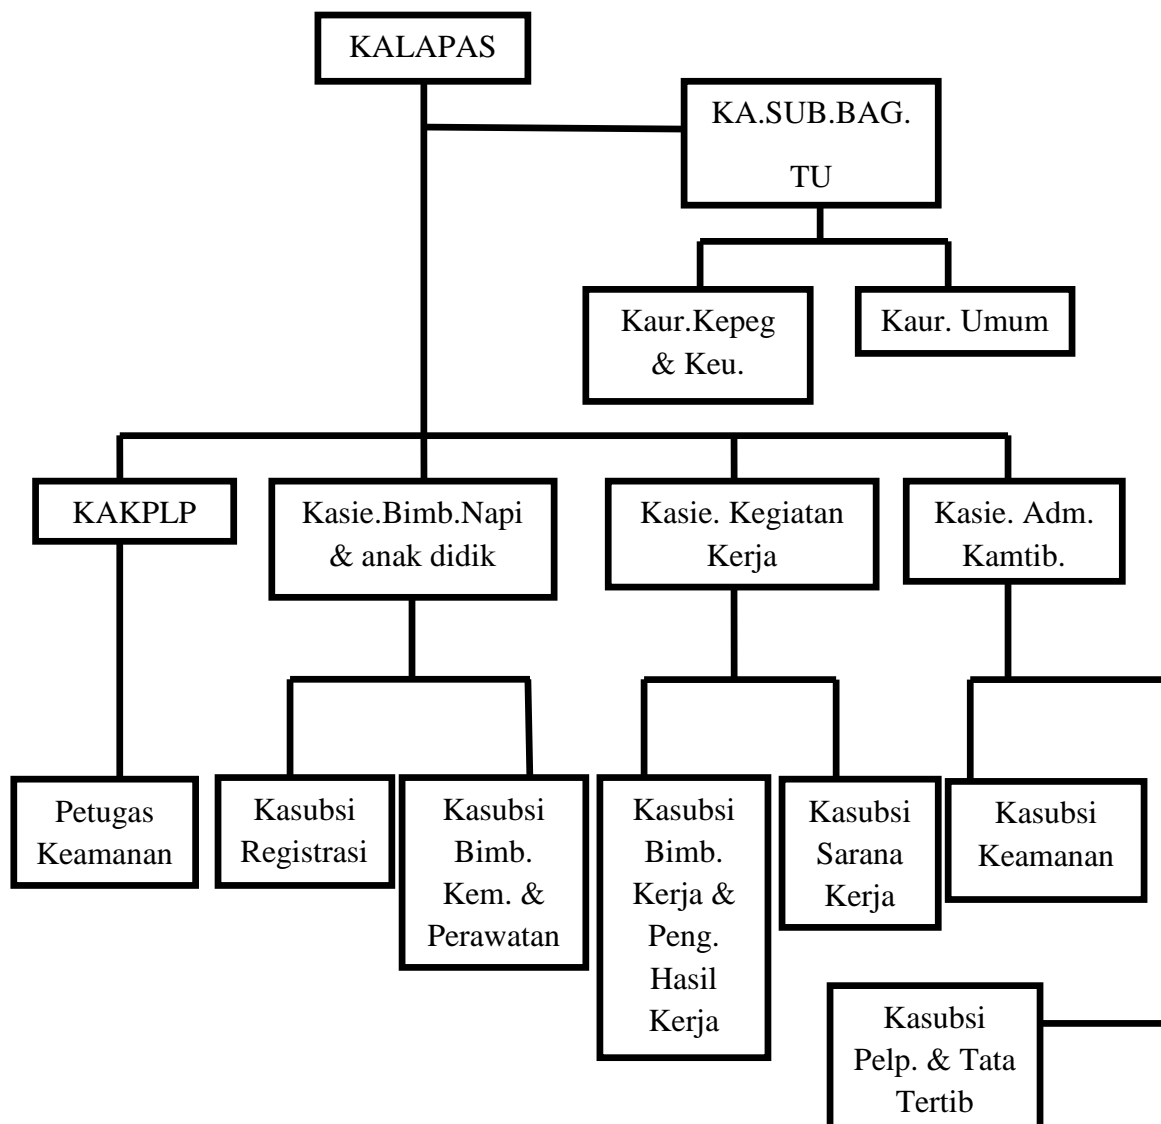 KALAPAS
KA.SUB.BAG.
TU
Kaur.Kepeg
& Keu.
Kaur. Umum
KAKPLP
Kasie.Bimb.Napi
& anak didik
Kasie. Kegiatan
Kerja
Kasie. Adm.
Kamtib.
Petugas
Keamanan
Kasubsi
Registrasi
Kasubsi
Bimb.
Kem. &
Perawatan
Kasubsi
Bimb.
Kerja &
Peng.
Hasil
Kerja
Kasubsi
Sarana
Kerja
Kasubsi
Keamanan
Kasubsi
Pelp. & Tata
Tertib